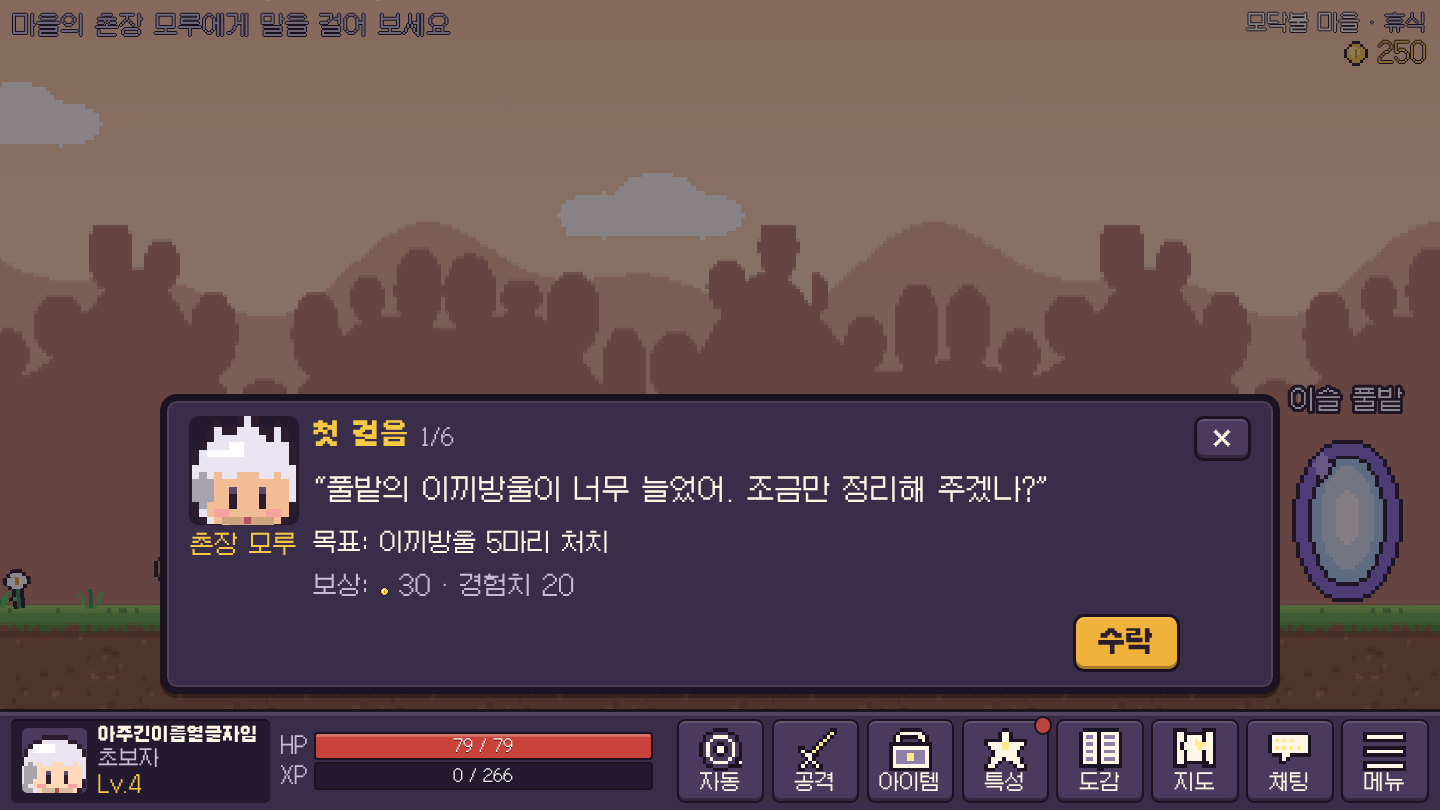 마을의 촌장 모루에게 말을 걸어 보세요
모닥불 마을 · 휴식
250
이슬 풀밭
첫 걸음 1/6
“풀밭의 이끼방울이 너무 늘었어. 조금만 정리해 주겠나?”
촌장 모루
목표: 이끼방울 5마리 처치
보상: 30 · 경험치 20
수락
아주긴이름열글자임
초보자
Lv.4
HP 79 / 79
XP 0 / 266
자동 공격 아이템 특성 도감 지도 채팅 메뉴